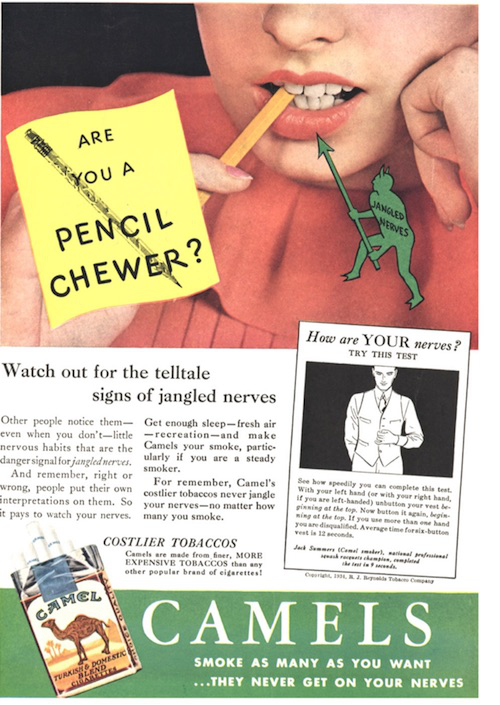 ARE
YOU A
PENCIL
CHEWER?
JANGLED
NERVES
Watch out for the telltale
signs of jangled nerves
Other people notice them—
even when you don't—little
nervous habits that are the
danger signal for jangled nerves.
And remember, right or
wrong, people put their own
interpretations on them. So
it pays to watch your nerves.
Get enough sleep—fresh air
—recreation—and make
Camels your smoke, partic-
ularly if you are a steady
smoker.
For remember, Camel's
costlier tobaccos never jangle
your nerves—no matter how
many you smoke.
How are YOUR nerves?
TRY THIS TEST
See how speedily you can complete this test.
With your left hand (or with your right hand,
if you are left-handed) unbutton your vest be-
ginning at the top. Now button it again, begin-
ning at the top. If you use more than one hand
you are disqualified. Average time for six-button
vest is 12 seconds.
Jack Summers (Camel smoker), national professional
squash racquets champion, completed
the test in 9 seconds.
Copyright, 1934, R. J. Reynolds Tobacco Company
COSTLIER TOBACCOS
Camels are made from finer, MORE
EXPENSIVE TOBACCOS than any
other popular brand of cigarettes!
CAMEL
TURKISH & DOMESTIC
BLEND
CIGARETTES
CAMELS
SMOKE AS MANY AS YOU WANT
...THEY NEVER GET ON YOUR NERVES